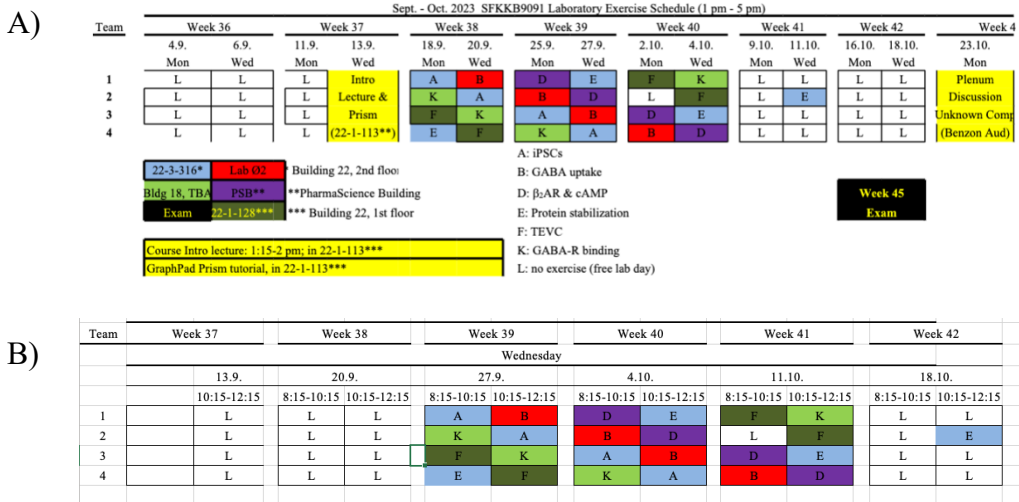 A)
Sept. - Oct. 2023 SFKKB9091 Laboratory Exercise Schedule (1 pm - 5 pm)
Team Week 36 Week 37 Week 38 Week 39 Week 40 Week 41 Week 42 Week 4
4.9. 6.9. 11.9. 13.9. 18.9. 20.9. 25.9. 27.9. 2.10. 4.10. 9.10. 11.10. 16.10. 18.10. 23.10.
Mon Wed Mon Wed Mon Wed Mon Wed Mon Wed Mon Wed Mon Wed Mon
1 L L L Intro A B D E F K L L L L Plenum
2 L L L Lecture & K A B D L F L E L L Discussion
3 L L L Prism F K A B D E L L L L Unknown Comp
4 L L L (22-1-113**) E F K A B D L L L L (Benzon Aud)
A: iPSCs
22-3-316* Lab Ø2 * Building 22, 2nd floor
B: GABA uptake
Bldg 18, TBA PSB** **PharmaScience Building
D: β₂AR & cAMP
Week 45
Exam 22-1-128*** *** Building 22, 1st floor
E: Protein stabilization
Exam
F: TEVC
Course Intro lecture: 1:15-2 pm; in 22-1-113***
K: GABA-R binding
GraphPad Prism tutorial, in 22-1-113***
L: no exercise (free lab day)
B)
Team Week 37 Week 38 Week 39 Week 40 Week 41 Week 42
Wednesday
13.9. 20.9. 27.9. 4.10. 11.10. 18.10.
10:15-12:15 8:15-10:15 10:15-12:15 8:15-10:15 10:15-12:15 8:15-10:15 10:15-12:15 8:15-10:15 10:15-12:15 8:15-10:15 10:15-12:15
1 L L L A B D E F K L L
2 L L L K A B D L F L E
3 L L L F K A B D E L L
4 L L L E F K A B D L L